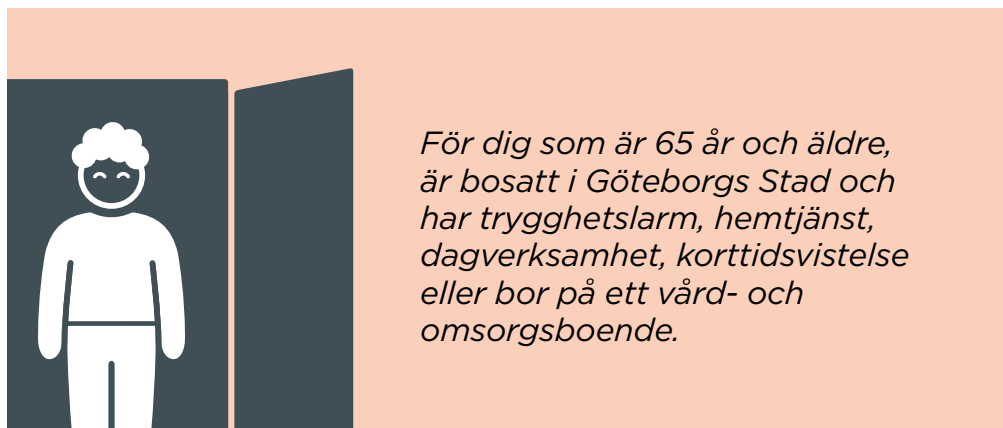 För dig som är 65 år och äldre,
är bosatt i Göteborgs Stad och
har trygghetslarm, hemtjänst,
dagverksamhet, korttidsvistelse
eller bor på ett vård- och
omsorgsboende.